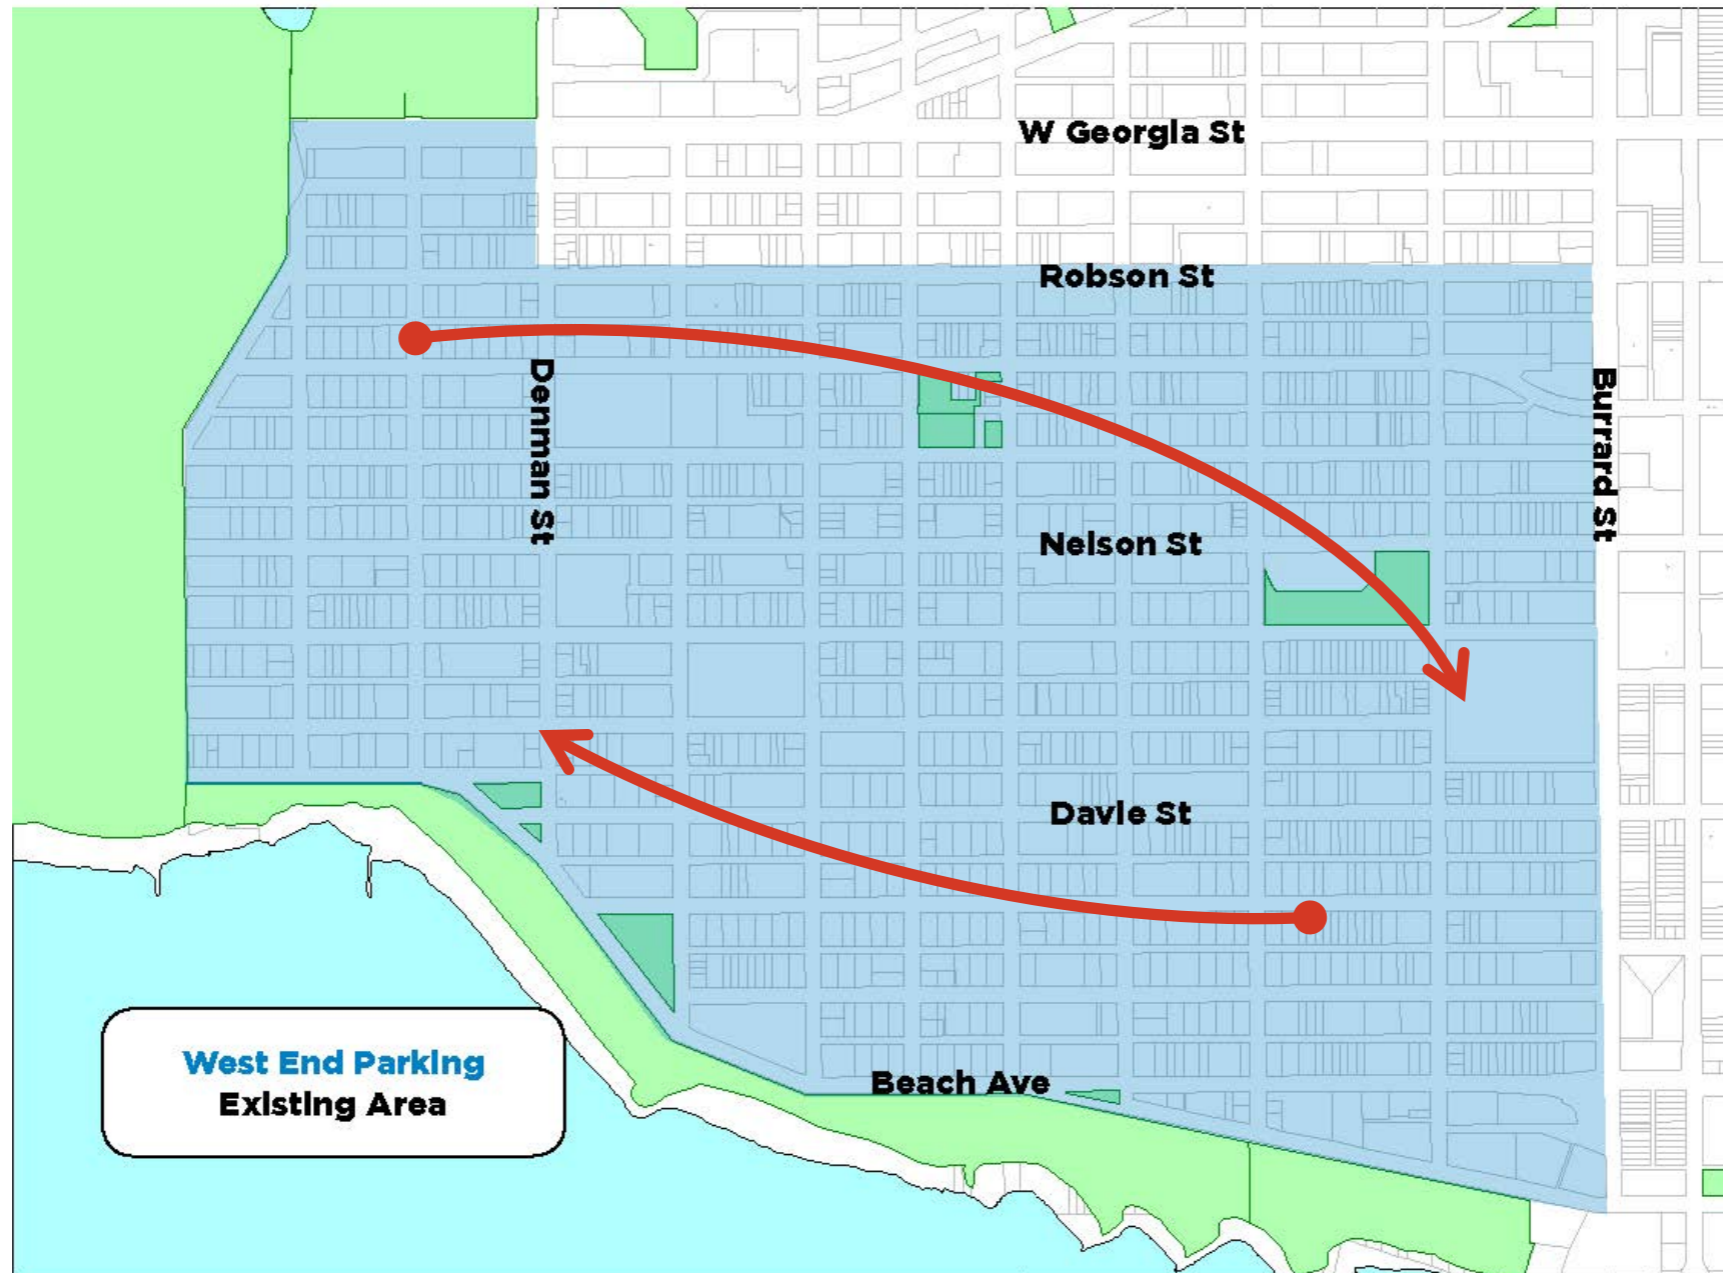 W Georgia St
Robson St
Denman St
Burrard St
Nelson St
Davie St
Beach Ave
West End Parking
Existing Area